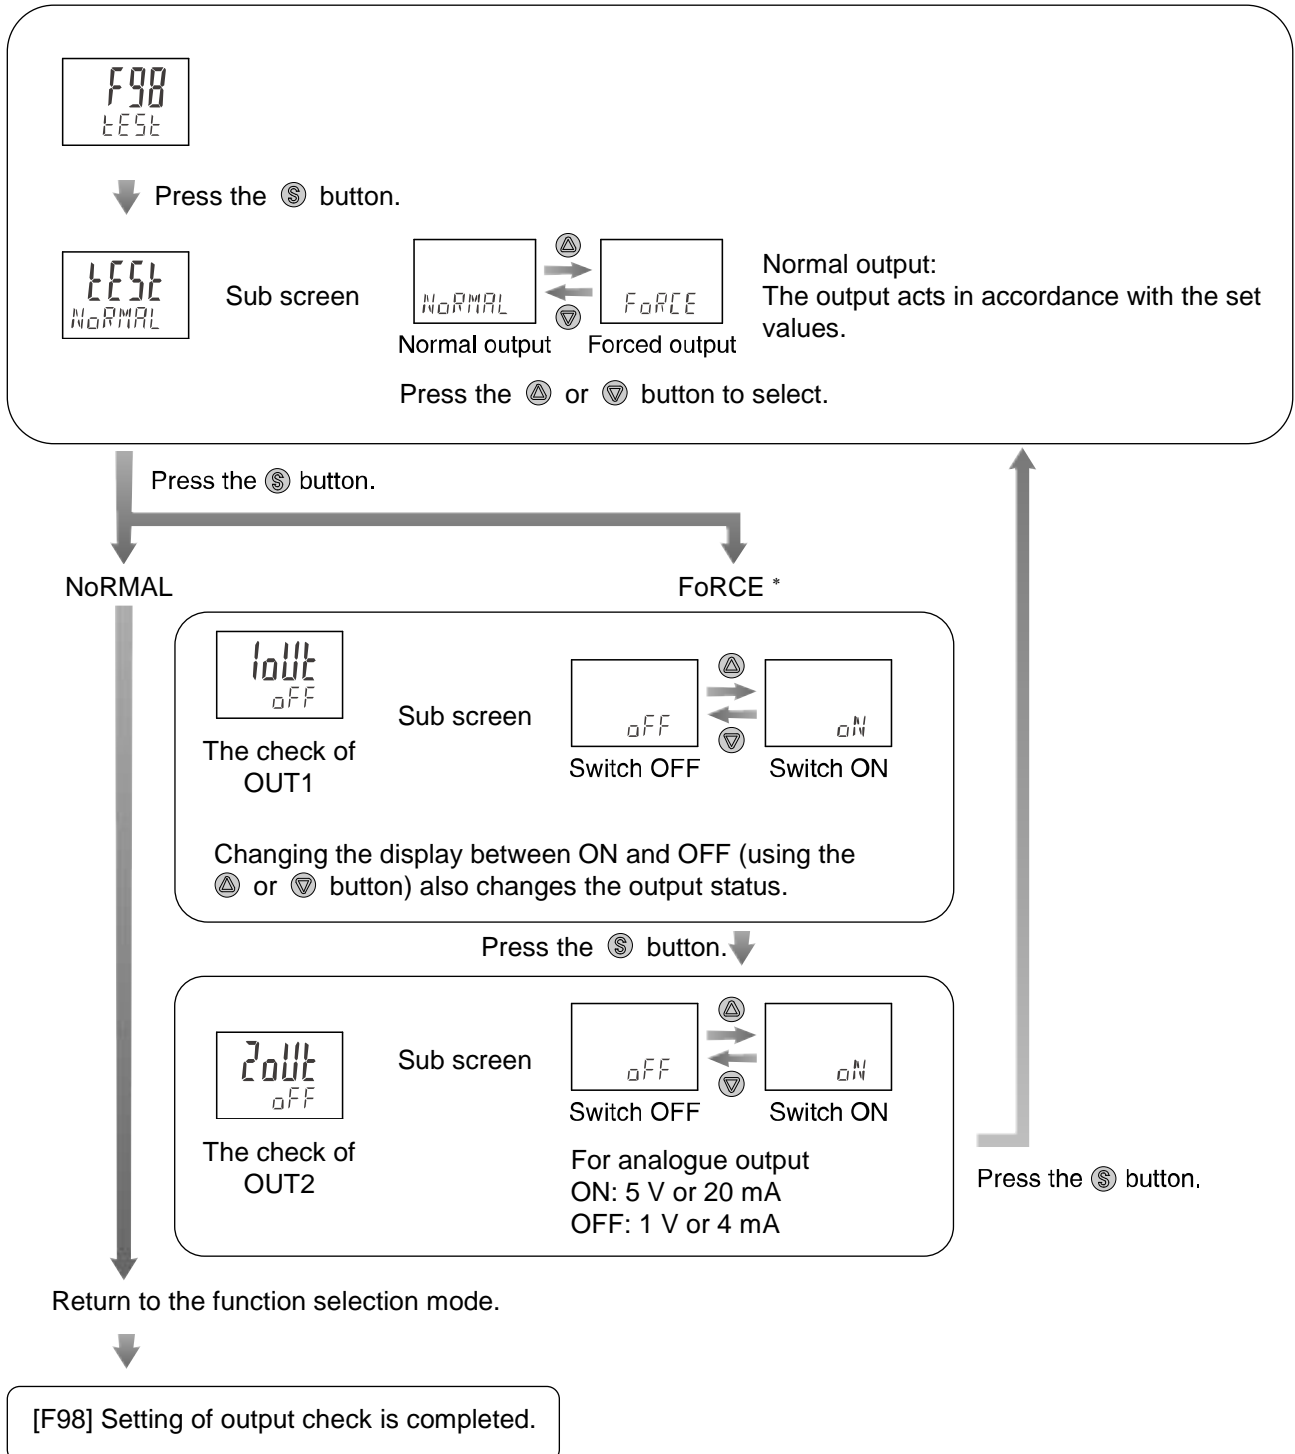 F98
tESt
Press the Ⓢ button.
tESt
NoRMAL
Sub screen
NoRMAL
FoRCE
Normal output
Forced output
Normal output:
The output acts in accordance with the set
values.
Press the △ or ▽ button to select.
Press the Ⓢ button.
NoRMAL
FoRCE *
1oUt
oFF
The check of
OUT1
Sub screen
oFF
oN
Switch OFF
Switch ON
Changing the display between ON and OFF (using the
△ or ▽ button) also changes the output status.
Press the Ⓢ button.
2oUt
oFF
The check of
OUT2
Sub screen
oFF
oN
Switch OFF
Switch ON
For analogue output
ON: 5 V or 20 mA
OFF: 1 V or 4 mA
Press the Ⓢ button.
Return to the function selection mode.
[F98] Setting of output check is completed.